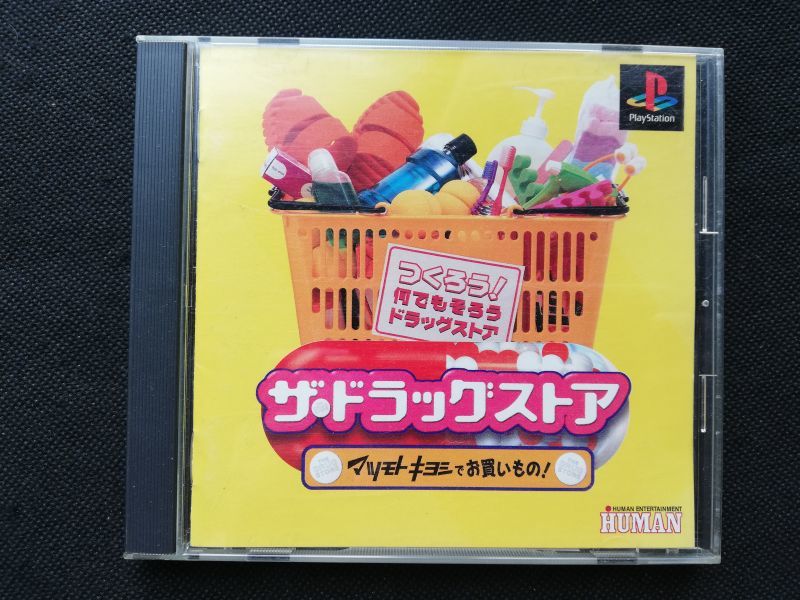 PlayStation
つくろう!
何でもそろう
ドラッグストア
ザ・ドラッグストア
マツモトキヨシでお買いもの!
HUMAN ENTERTAINMENT
HUMAN